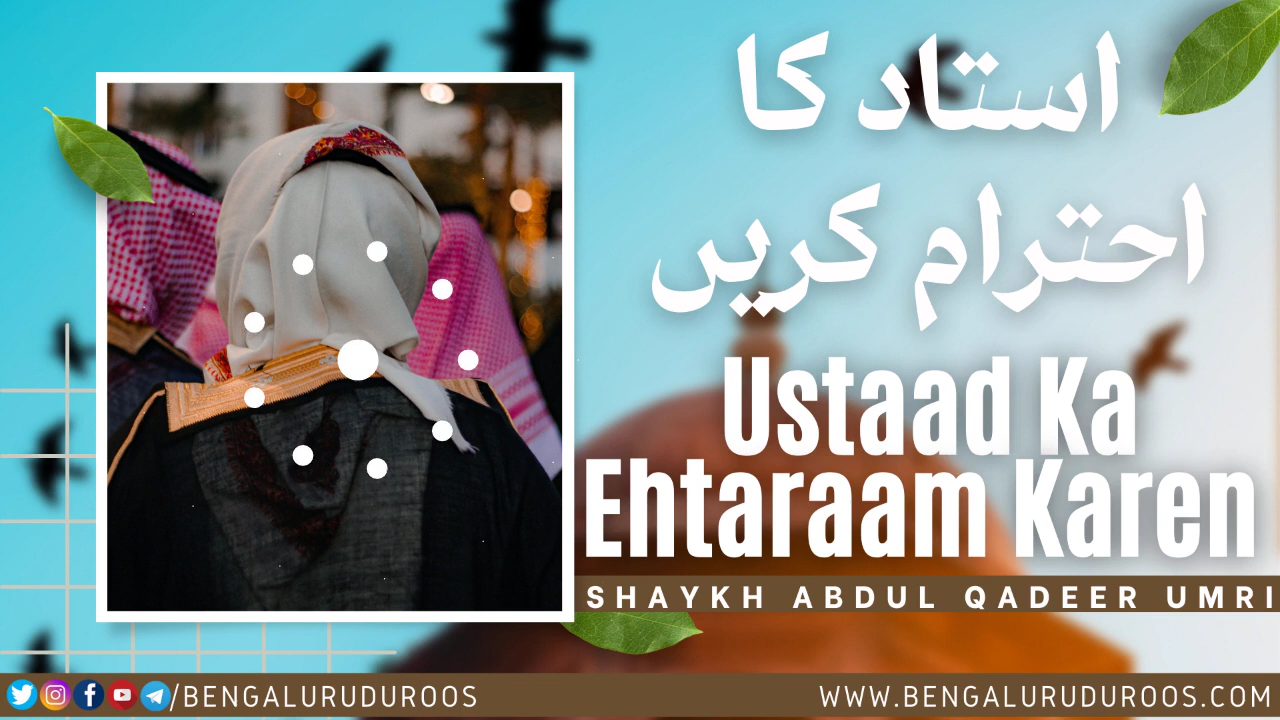 استاد کا
احترام کریں
Ustaad Ka
Ehtaraam Karen
SHAYKH ABDUL QADEER UMRI
/BENGALURUDUROOS
WWW.BENGALURUDUROOS.COM